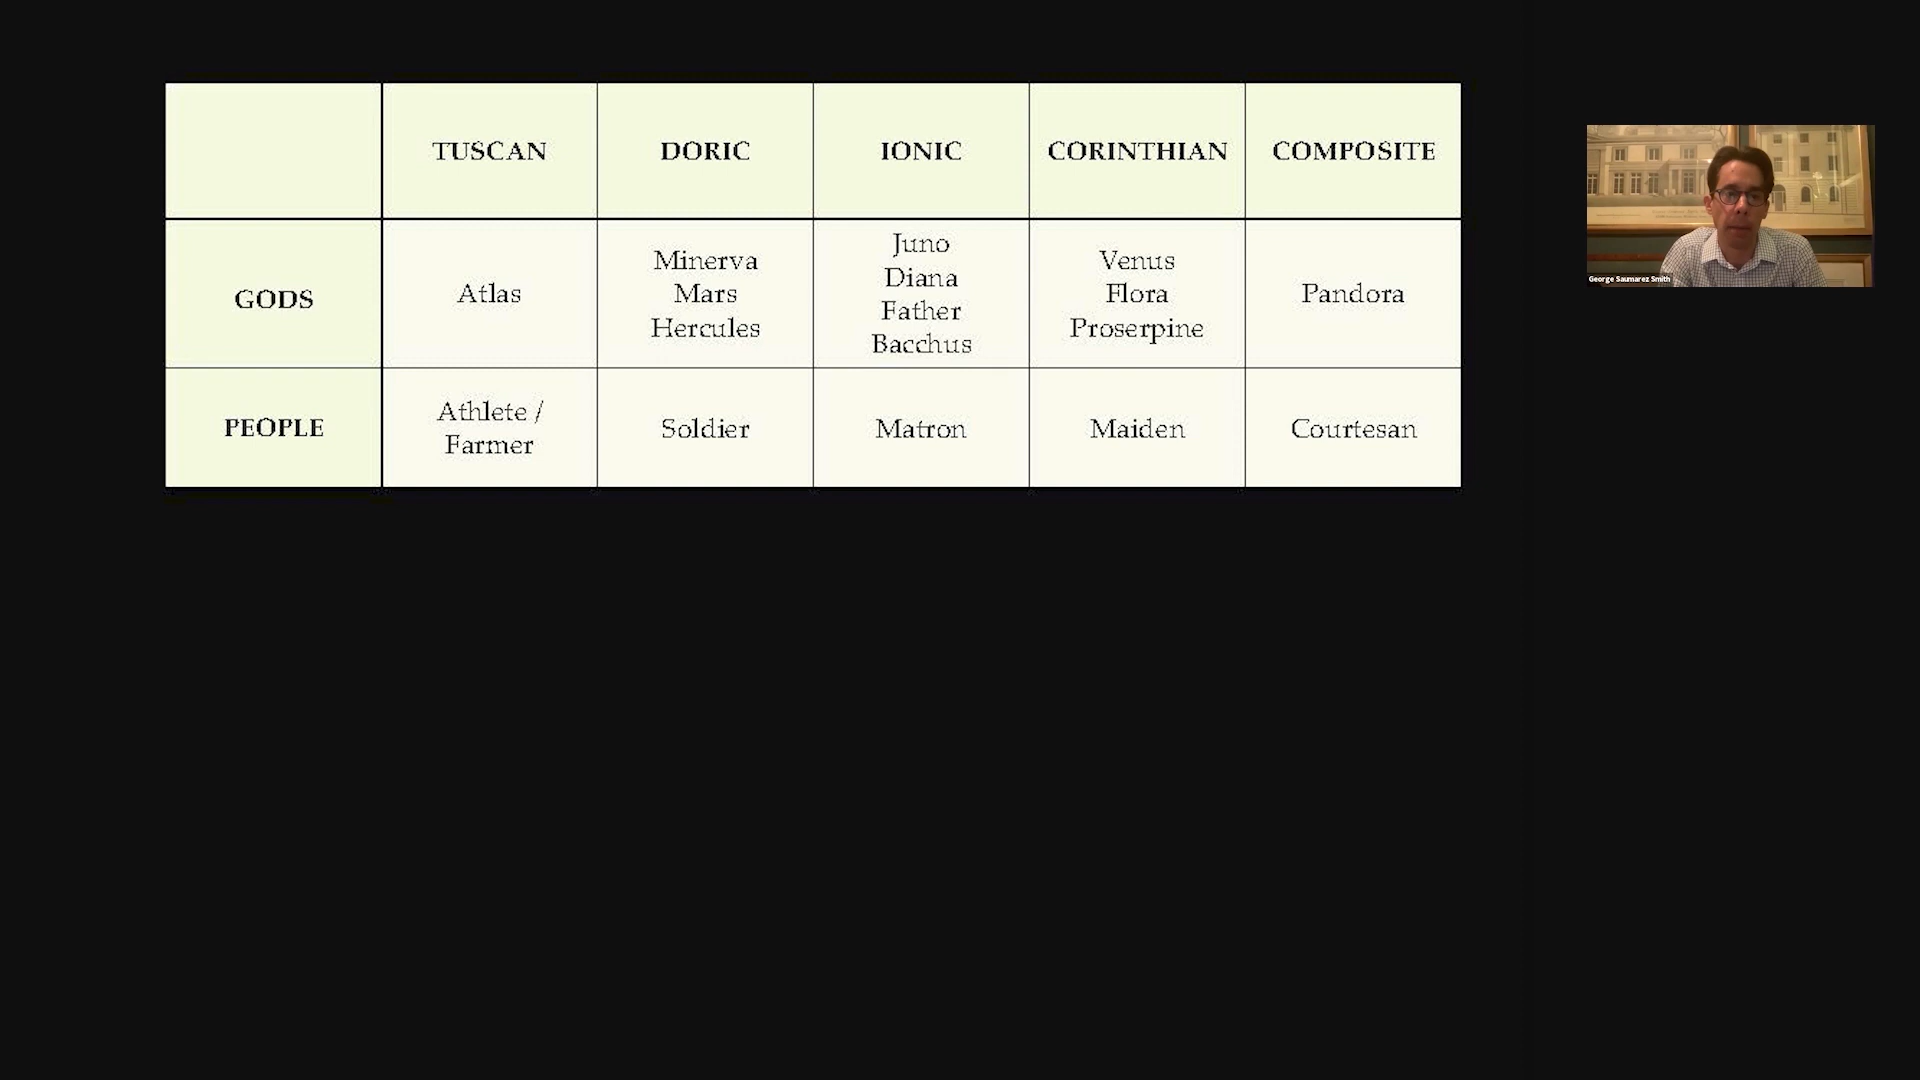 TUSCAN DORIC IONIC CORINTHIAN COMPOSITE
GODS
Atlas
Minerva
Mars
Hercules
Juno
Diana
Father
Bacchus
Venus
Flora
Proserpine
Pandora
PEOPLE
Athlete /
Farmer
Soldier
Matron
Maiden
Courtesan
George Saumarez Smith